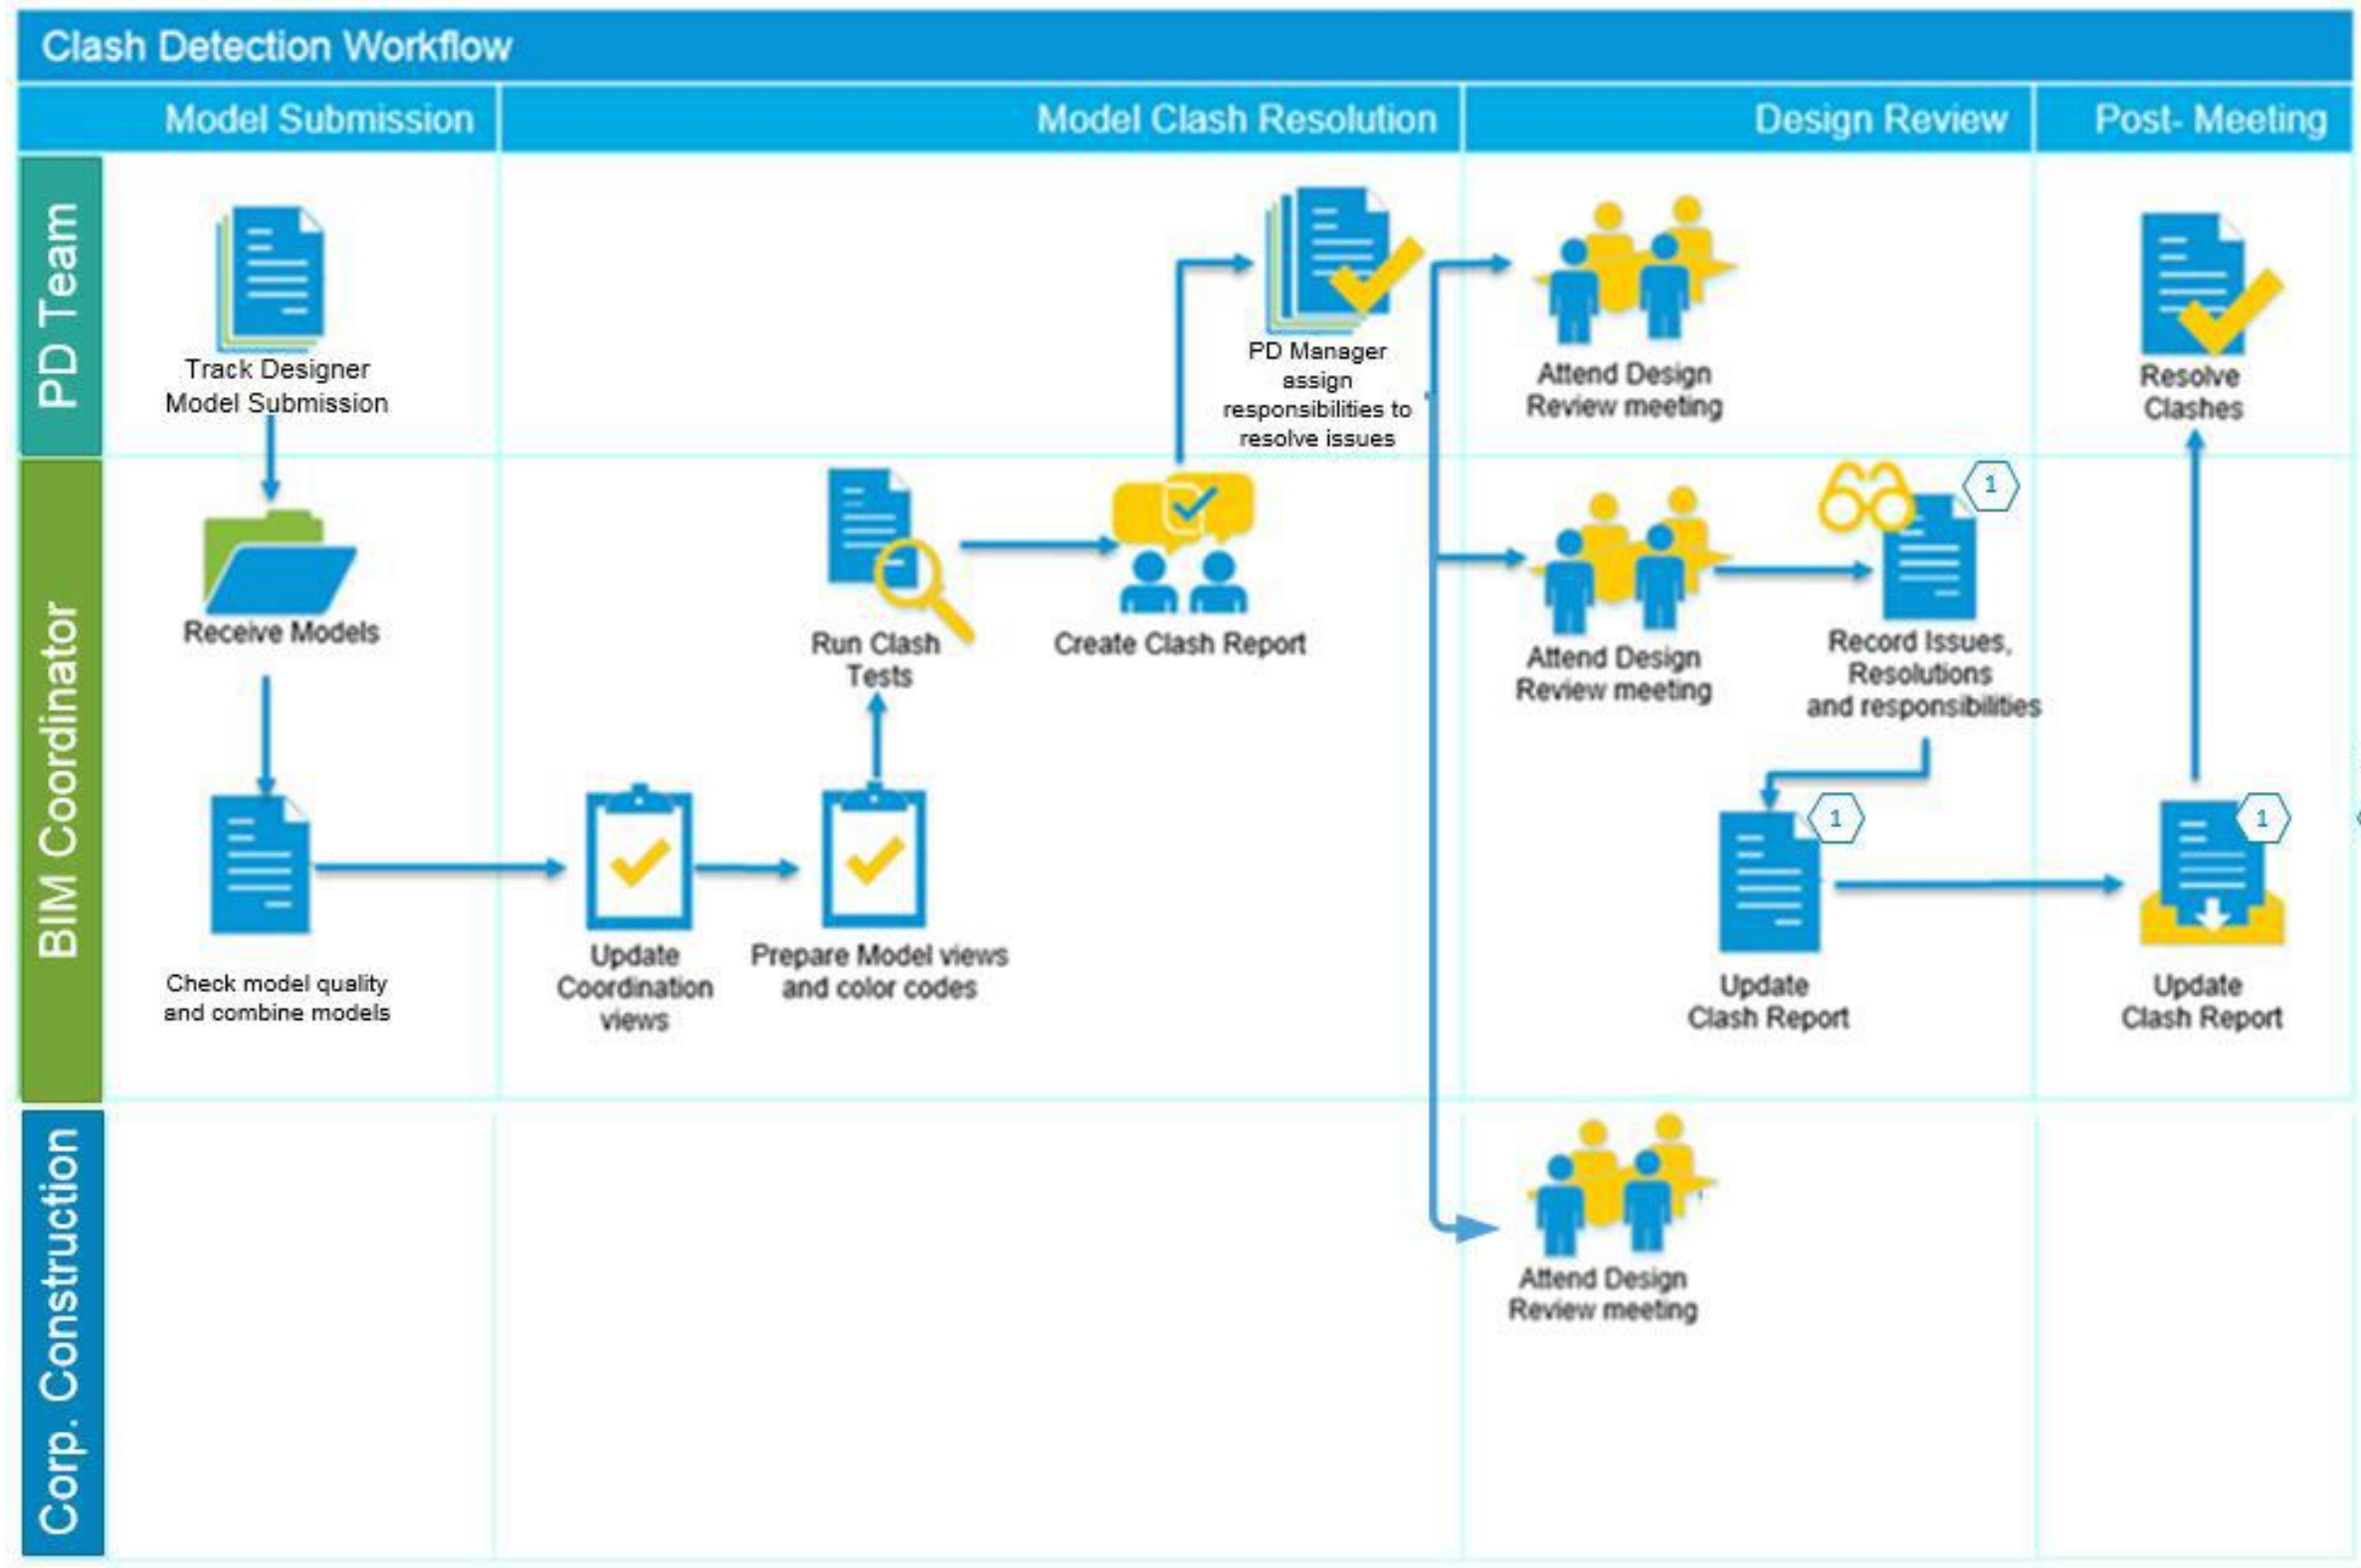 Clash Detection Workflow
Model Submission
Model Clash Resolution
Design Review
Post- Meeting
PD Team
Track Designer
Model Submission
PD Manager
assign
responsibilities to
resolve issues
Attend Design
Review meeting
Resolve
Clashes
BIM Coordinator
Receive Models
Run Clash
Tests
Create Clash Report
Attend Design
Review meeting
1
Record Issues,
Resolutions
and responsibilities
Check model quality
and combine models
Update
Coordination
views
Prepare Model views
and color codes
1
Update
Clash Report
1
Update
Clash Report
Corp. Construction
Attend Design
Review meeting